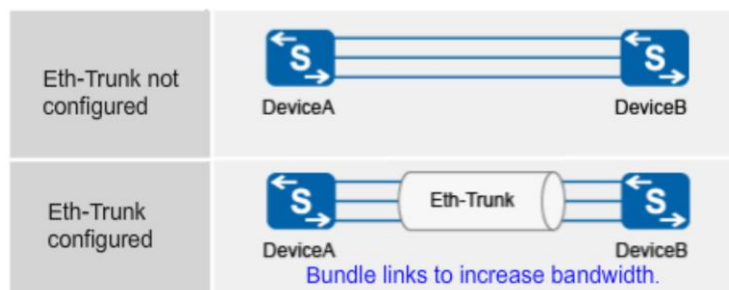 Eth-Trunk not
configured
S
S
DeviceA
DeviceB
Eth-Trunk
configured
S
Eth-Trunk
S
DeviceA
DeviceB
Bundle links to increase bandwidth.